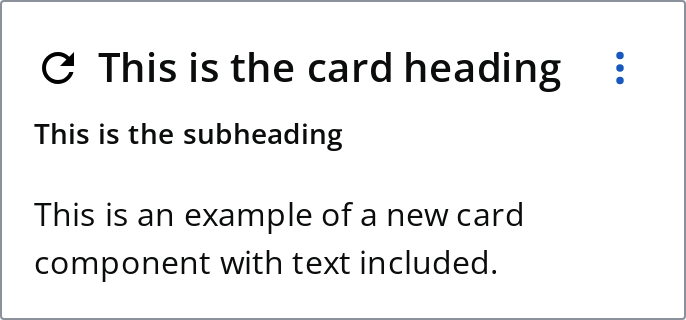 This is the card heading
This is the subheading
This is an example of a new card
component with text included.